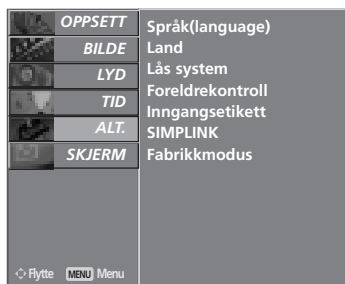 OPPSETT
BILDE
LYD
TID
ALT.
SKJERM
Språk(language)
Land
Lås system
Foreldrekontroll
Inngangsetikett
SIMPLINK
Fabrikkmodus
Flytte MENU Menu